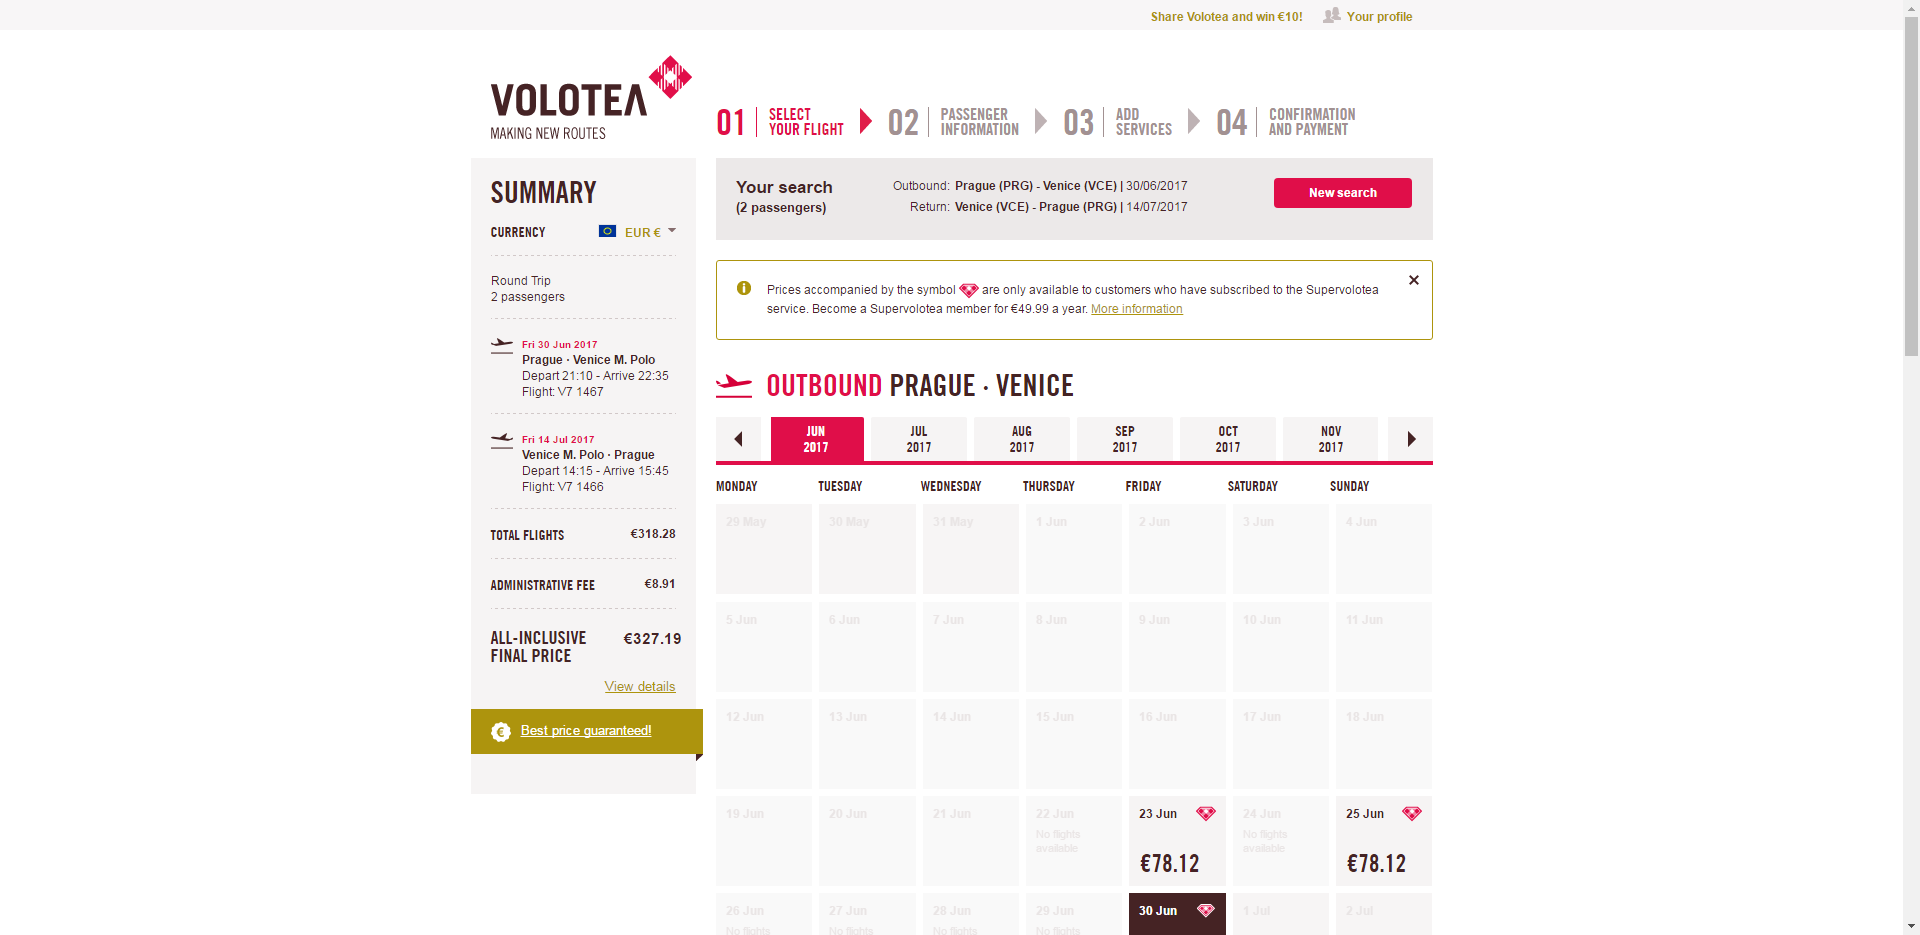 Share Volotea and win €10!
Your profile
VOLOTEA
MAKING NEW ROUTES
01 SELECT YOUR FLIGHT
02 PASSENGER INFORMATION
03 ADD SERVICES
04 CONFIRMATION AND PAYMENT
SUMMARY
CURRENCY EUR €
Round Trip
2 passengers
Fri 30 Jun 2017
Prague · Venice M. Polo
Depart 21:10 - Arrive 22:35
Flight: V7 1467
Fri 14 Jul 2017
Venice M. Polo · Prague
Depart 14:15 - Arrive 15:45
Flight: V7 1466
TOTAL FLIGHTS €318.28
ADMINISTRATIVE FEE €8.91
ALL-INCLUSIVE FINAL PRICE €327.19
View details
€ Best price guaranteed!
Your search
(2 passengers)
Outbound: Prague (PRG) - Venice (VCE) | 30/06/2017
Return: Venice (VCE) - Prague (PRG) | 14/07/2017
New search
Prices accompanied by the symbol are only available to customers who have subscribed to the Supervolotea
service. Become a Supervolotea member for €49.99 a year. More information
OUTBOUND PRAGUE · VENICE
JUN 2017
JUL 2017
AUG 2017
SEP 2017
OCT 2017
NOV 2017
MONDAY TUESDAY WEDNESDAY THURSDAY FRIDAY SATURDAY SUNDAY
29 May 30 May 31 May 1 Jun 2 Jun 3 Jun 4 Jun
5 Jun 6 Jun 7 Jun 8 Jun 9 Jun 10 Jun 11 Jun
12 Jun 13 Jun 14 Jun 15 Jun 16 Jun 17 Jun 18 Jun
19 Jun 20 Jun 21 Jun 22 Jun 23 Jun 24 Jun 25 Jun
No flights available No flights available
€78.12 €78.12
26 Jun 27 Jun 28 Jun 29 Jun 30 Jun 1 Jul 2 Jul
No flights No flights No flights No flights